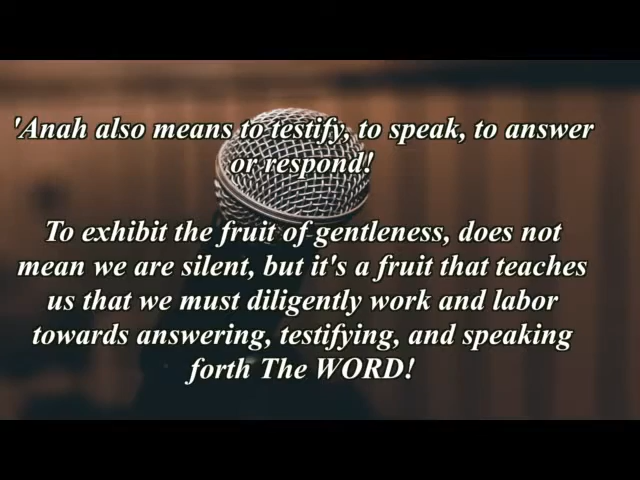 'Anah also means to testify, to speak, to answer
or respond!
To exhibit the fruit of gentleness, does not
mean we are silent, but it's a fruit that teaches
us that we must diligently work and labor
towards answering, testifying, and speaking
forth The WORD!